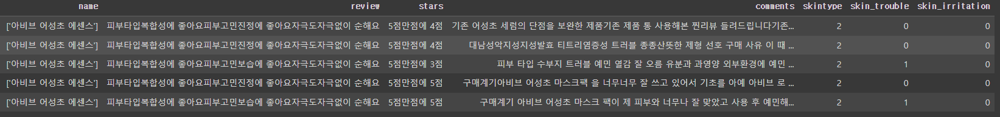 name review stars comments skintype skin_trouble skin_irritation
['아비브 어성초 에센스'] 피부타입복합성에 좋아요피부고민진정에 좋아요자극도자극없이 순해요 5점만점에 4점 기존 어성초 세럼의 단점을 보완한 제품기존 제품 통 사용해본 찐리뷰 들려드립니다기존... 2 0 0
['아비브 어성초 에센스'] 피부타입복합성에 좋아요피부고민진정에 좋아요자극도자극없이 순해요 5점만점에 4점 대남성악지성지성발효 티트리염증성 트러블 종종산뜻한 제형 선호 구매 사유 이 때 ... 2 0 0
['아비브 어성초 에센스'] 피부타입복합성에 좋아요피부고민보습에 좋아요자극도자극없이 순해요 5점만점에 3점 피부 타입 수부지 트러블 예민 열감 잘 오름 유분과 과영양 외부환경에 예민 ... 2 1 0
['아비브 어성초 에센스'] 피부타입복합성에 좋아요피부고민진정에 좋아요자극도자극없이 순해요 5점만점에 5점 구매계기아비브 어성초 마스크팩 을 너무너무 잘 쓰고 있어서 기초를 아예 아비브 로 ... 2 0 0
['아비브 어성초 에센스'] 피부타입복합성에 좋아요피부고민보습에 좋아요자극도자극없이 순해요 5점만점에 5점 구매계기 아비브 어성초 마스크 팩이 제 피부와 너무나 잘 맞았고 사용 후 예민해... 2 1 0